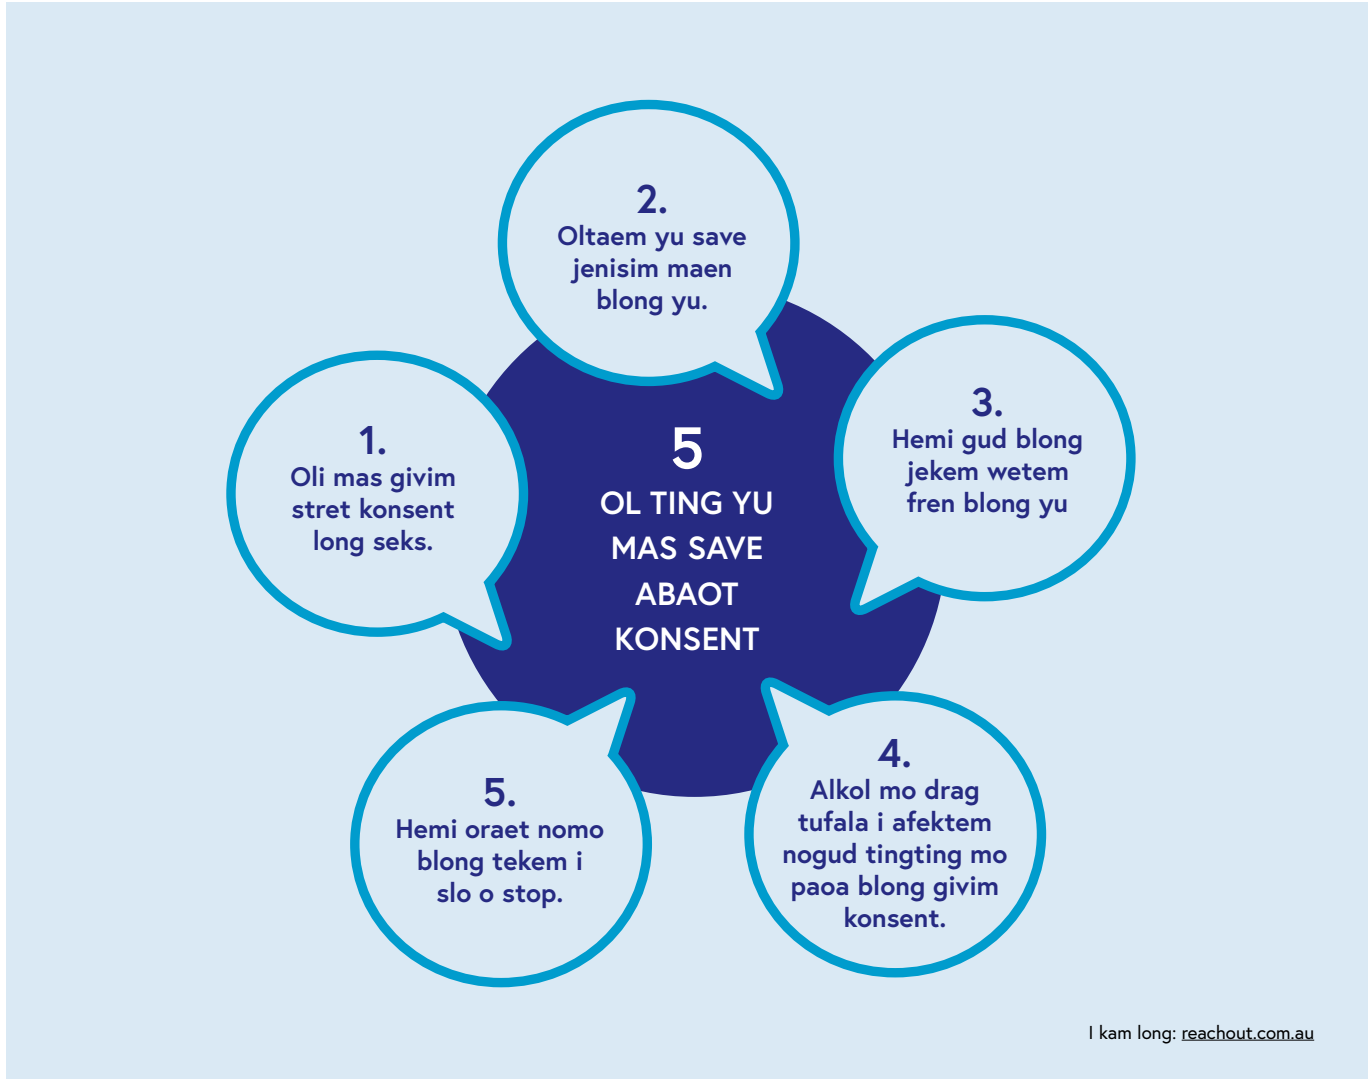 5
OL TING YU
MAS SAVE
ABAOT
KONSENT
1.
Oli mas givim
stret konsent
long seks.
2.
Oltaem yu save
jenisim maen
blong yu.
3.
Hemi gud blong
jekem wetem
fren blong yu
4.
Alkol mo drag
tufala i afektem
nogud tingting mo
paoa blong givim
konsent.
5.
Hemi oraet nomo
blong tekem i
slo o stop.
I kam long: reachout.com.au